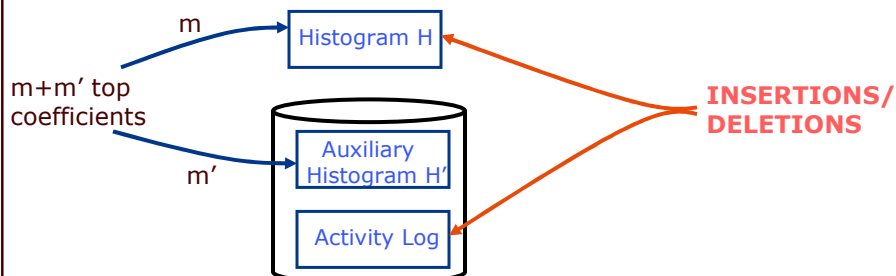 m
Histogram H
m+m’ top
coefficients
INSERTIONS/
DELETIONS
Auxiliary
Histogram H’
m’
Activity Log